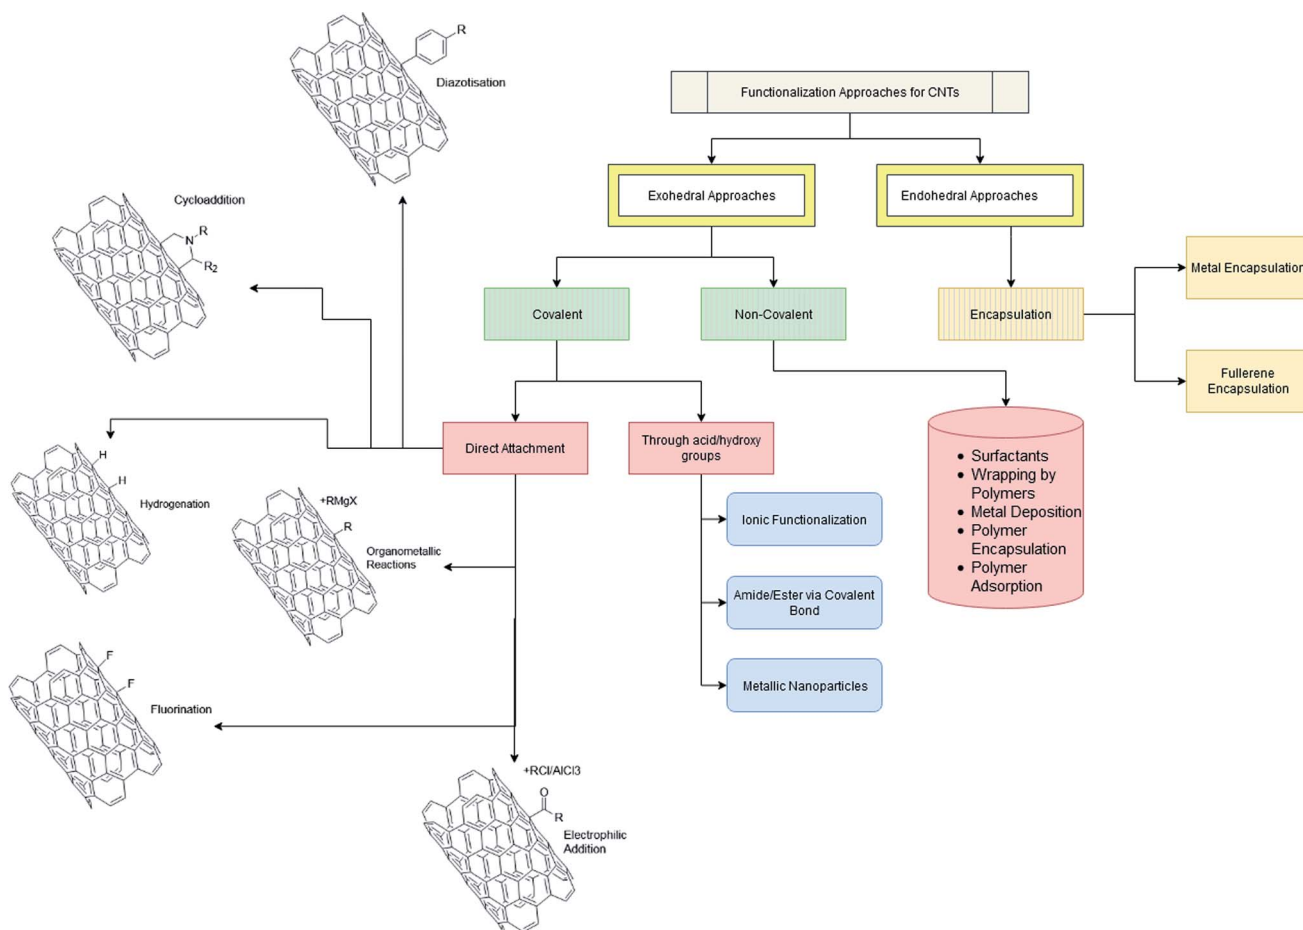 Functionalization Approaches for CNTs
Exohedral Approaches
Endohedral Approaches
Covalent
Non-Covalent
Encapsulation
Metal Encapsulation
Fullerene
Encapsulation
Direct Attachment
Through acid/hydroxy
groups
• Surfactants
• Wrapping by
Polymers
• Metal Deposition
• Polymer
Encapsulation
• Polymer
Adsorption
Ionic Functionalization
Amide/Ester via Covalent
Bond
Metallic Nanoparticles
R
Diazotisation
Cycloaddition
R
N
R2
H
H
Hydrogenation
+RMgX
R
Organometallic
Reactions
F
F
Fluorination
+RCl/AlCl3
O
R
Electrophilic
Addition